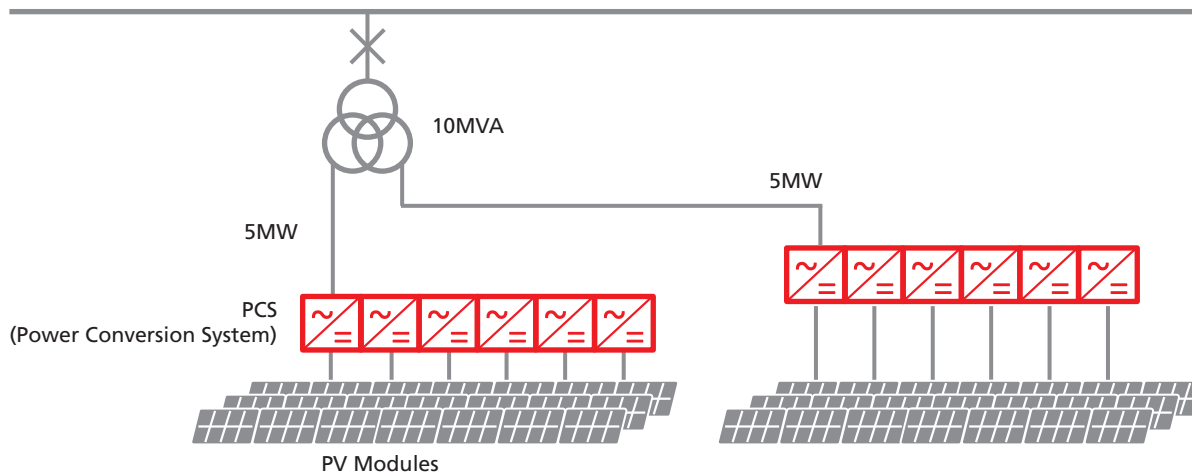 10MVA
5MW
5MW
PCS
(Power Conversion System)
PV Modules